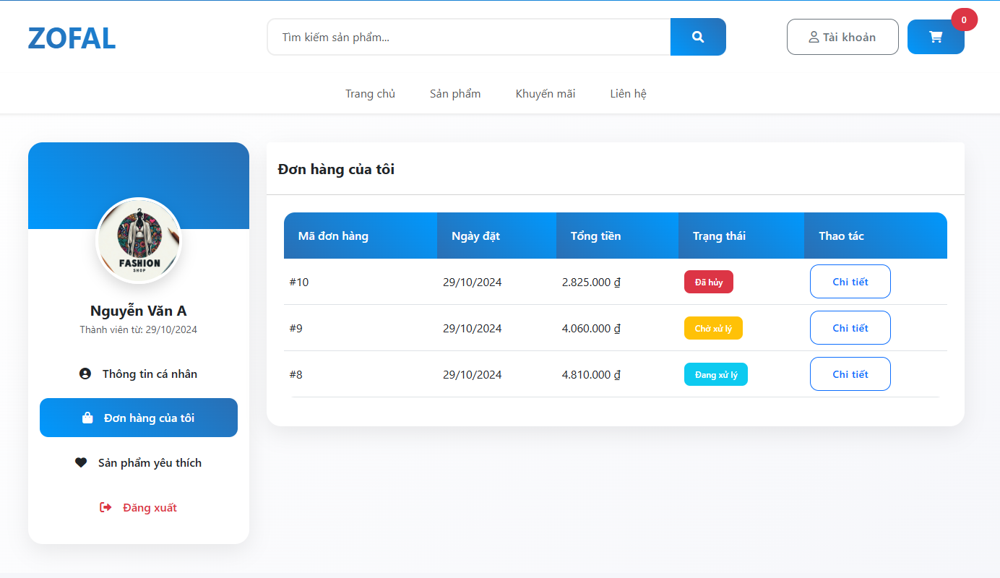 ZOFAL
Tìm kiếm sản phẩm...
Tài khoản
0
Trang chủ Sản phẩm Khuyến mãi Liên hệ
FASHION
SHOP
Nguyễn Văn A
Thành viên từ: 29/10/2024
Thông tin cá nhân
Đơn hàng của tôi
Sản phẩm yêu thích
Đăng xuất
Đơn hàng của tôi
Mã đơn hàng Ngày đặt Tổng tiền Trạng thái Thao tác
#10 29/10/2024 2.825.000 ₫ Đã hủy Chi tiết
#9 29/10/2024 4.060.000 ₫ Chờ xử lý Chi tiết
#8 29/10/2024 4.810.000 ₫ Đang xử lý Chi tiết